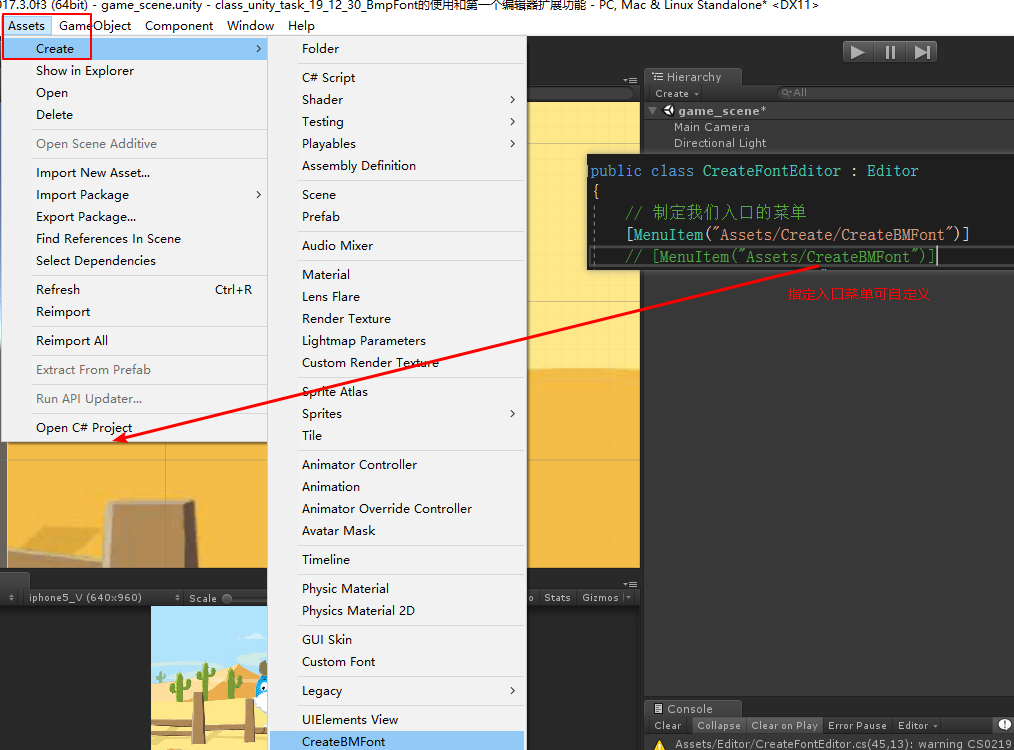 017.3.0f3 (64bit) - game_scene.unity - class_unity_task_19_12_30_BmpFont的使用和第一个编辑器扩展功能 - PC, Mac & Linux Standalone* <DX11>
Assets GameObject Component Window Help
Create
Show in Explorer
Open
Delete
Open Scene Additive
Import New Asset...
Import Package
Export Package...
Find References In Scene
Select Dependencies
Refresh Ctrl+R
Reimport
Reimport All
Extract From Prefab
Run API Updater...
Open C# Project
Folder
C# Script
Shader
Testing
Playables
Assembly Definition
Scene
Prefab
Audio Mixer
Material
Lens Flare
Render Texture
Lightmap Parameters
Custom Render Texture
Sprite Atlas
Sprites
Tile
Animator Controller
Animation
Animator Override Controller
Avatar Mask
Timeline
Physic Material
Physics Material 2D
GUI Skin
Custom Font
Legacy
UIElements View
CreateBMFont
Hierarchy
Create All
game_scene*
Main Camera
Directional Light
public class CreateFontEditor : Editor
{
// 制定我们入口的菜单
[MenuItem("Assets/Create/CreateBMFont")]
// [MenuItem("Assets/CreateBMFont")]
指定入口菜单可自定义
iphone5_V (640x960) Scale
Stats Gizmos
Console
Clear Collapse Clear on Play Error Pause Editor
Assets/Editor/CreateFontEditor.cs(45,13): warning CS0219